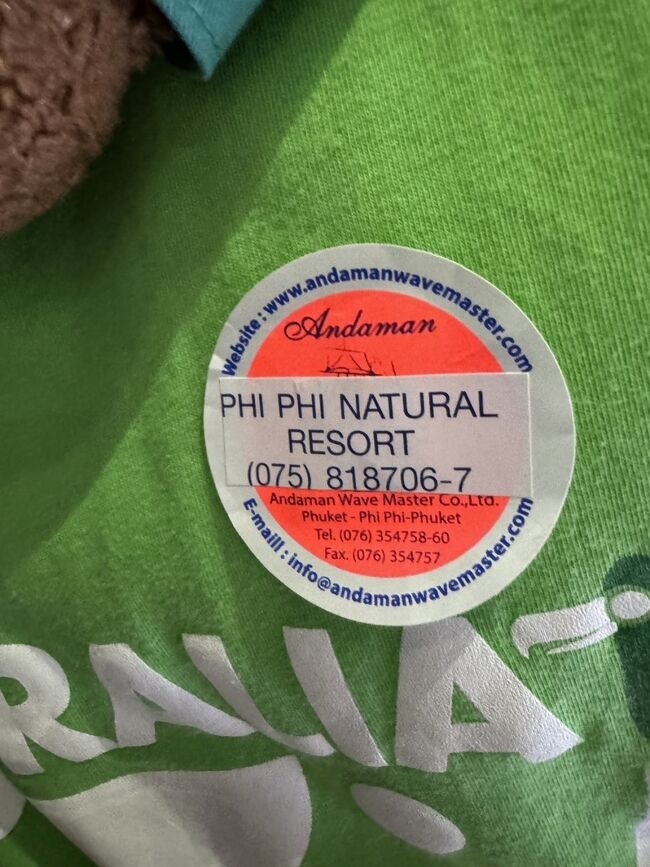 Website : www.andamanwavemaster.com
Andaman
PHI PHI NATURAL
RESORT
(075) 818706-7
Andaman Wave Master Co.,Ltd.
Phuket - Phi Phi-Phuket
Tel. (076) 354758-60
Fax. (076) 354757
E-maill : info@andamanwavemaster.com
RALIA